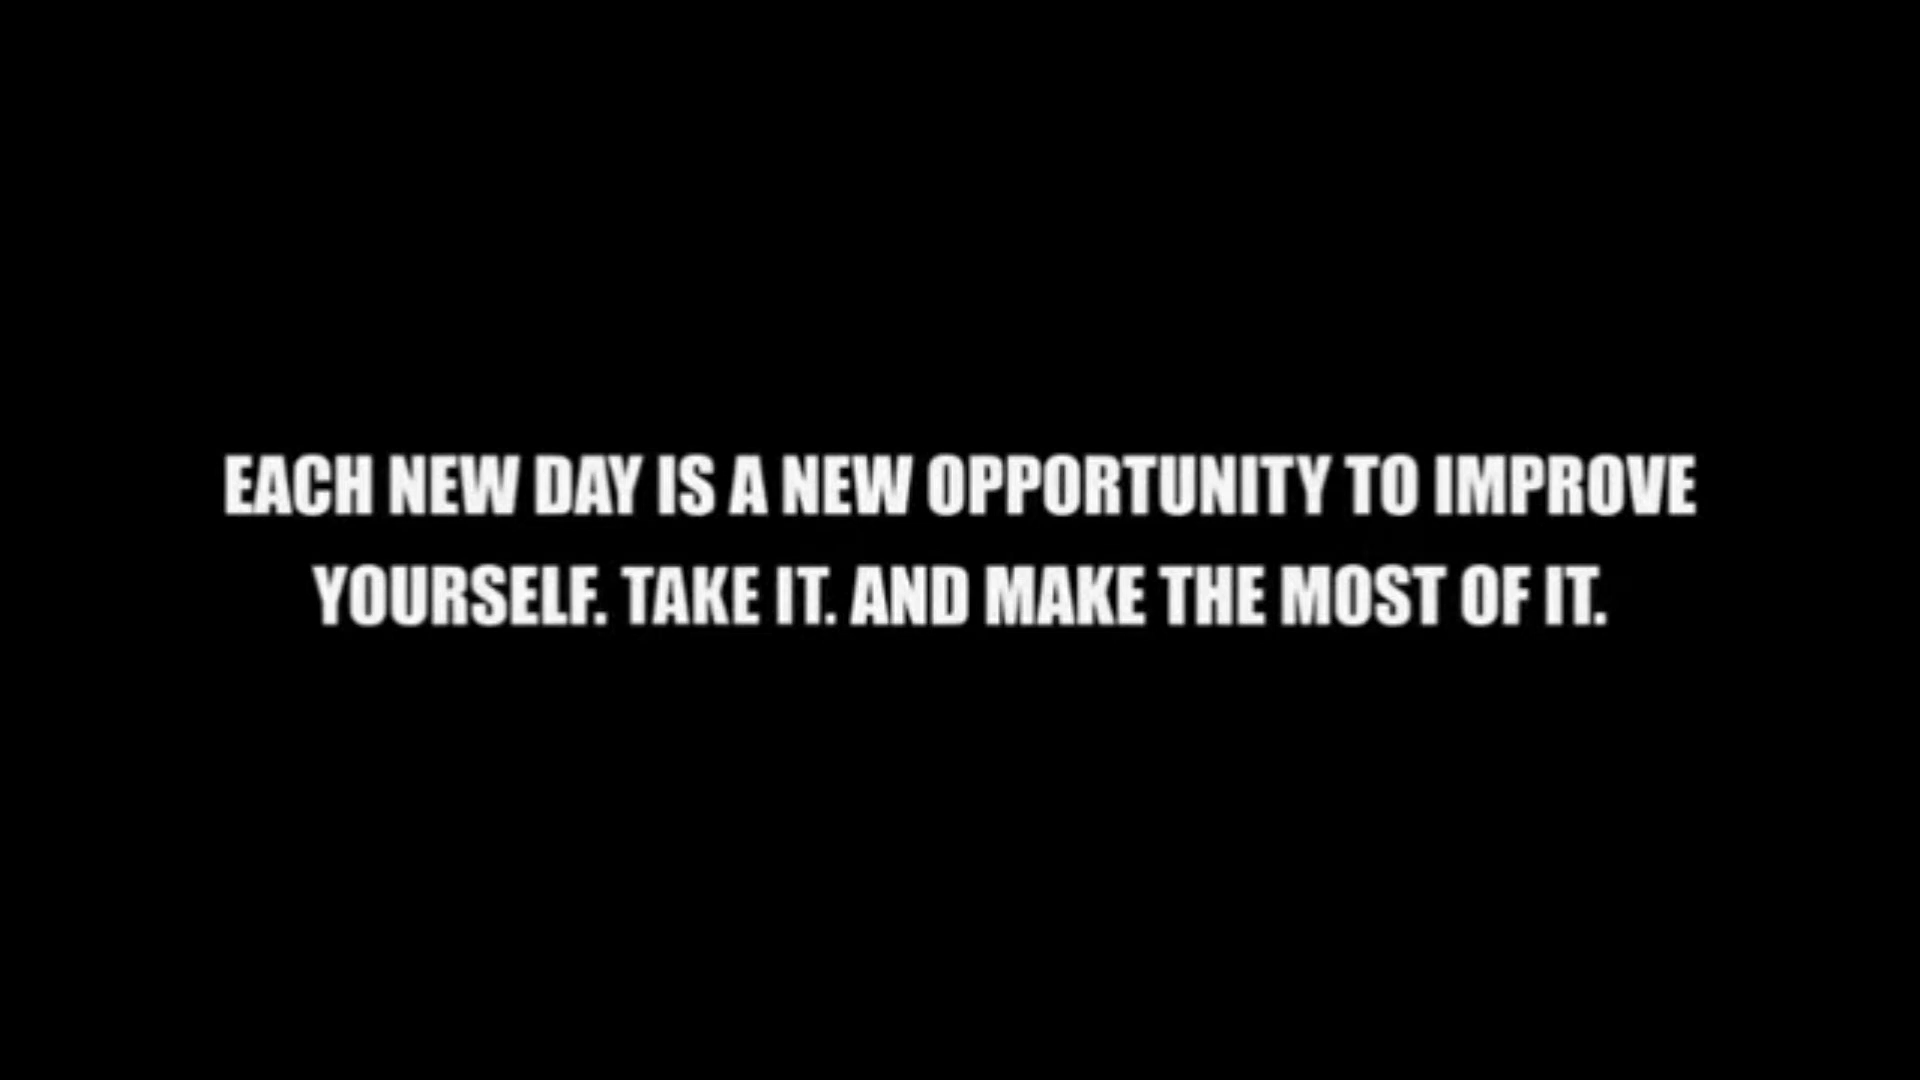 EACH NEW DAY IS A NEW OPPORTUNITY TO IMPROVE
YOURSELF. TAKE IT. AND MAKE THE MOST OF IT.